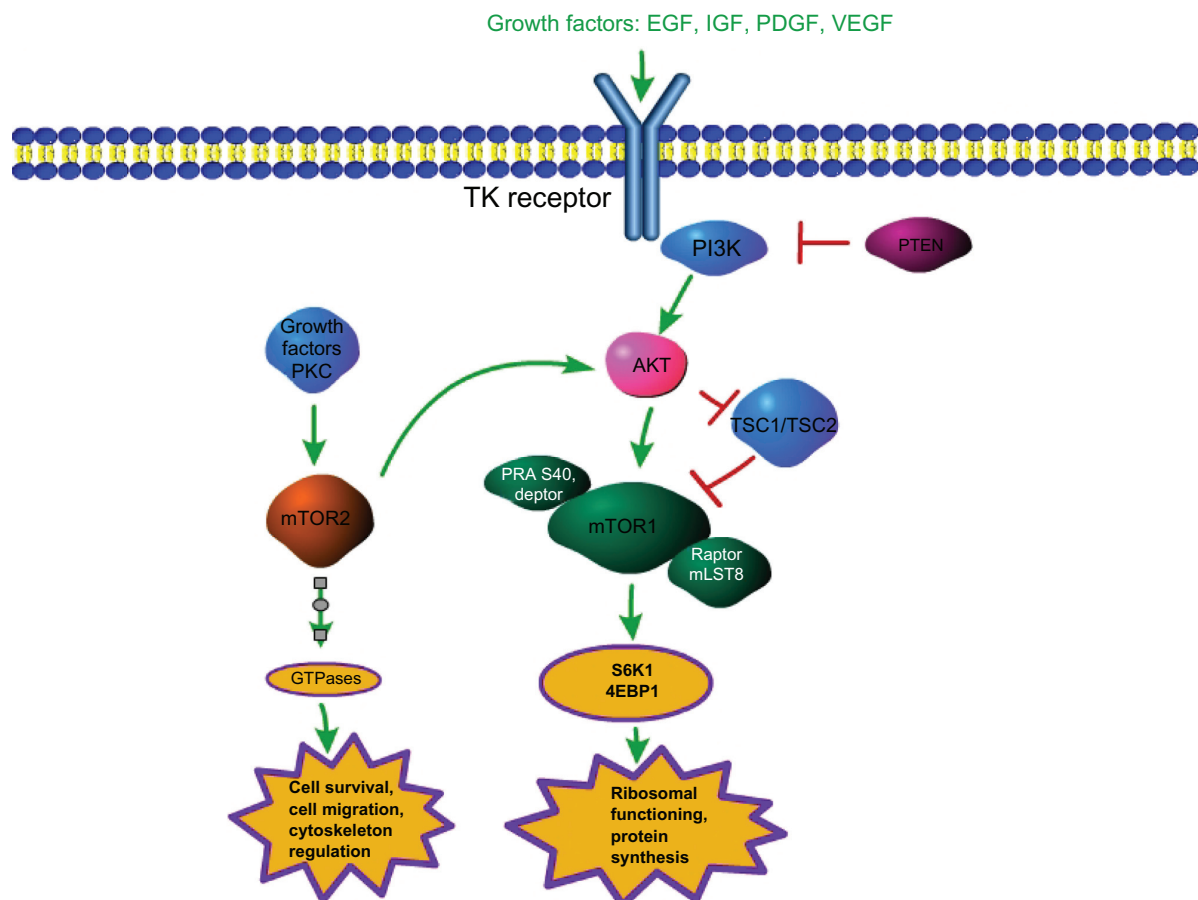 Growth factors: EGF, IGF, PDGF, VEGF
TK receptor
PI3K
PTEN
Growth
factors
PKC
AKT
TSC1/TSC2
PRA S40,
deptor
mTOR2
mTOR1
Raptor
mLST8
GTPases
S6K1
4EBP1
Cell survival,
cell migration,
cytoskeleton
regulation
Ribosomal
functioning,
protein
synthesis